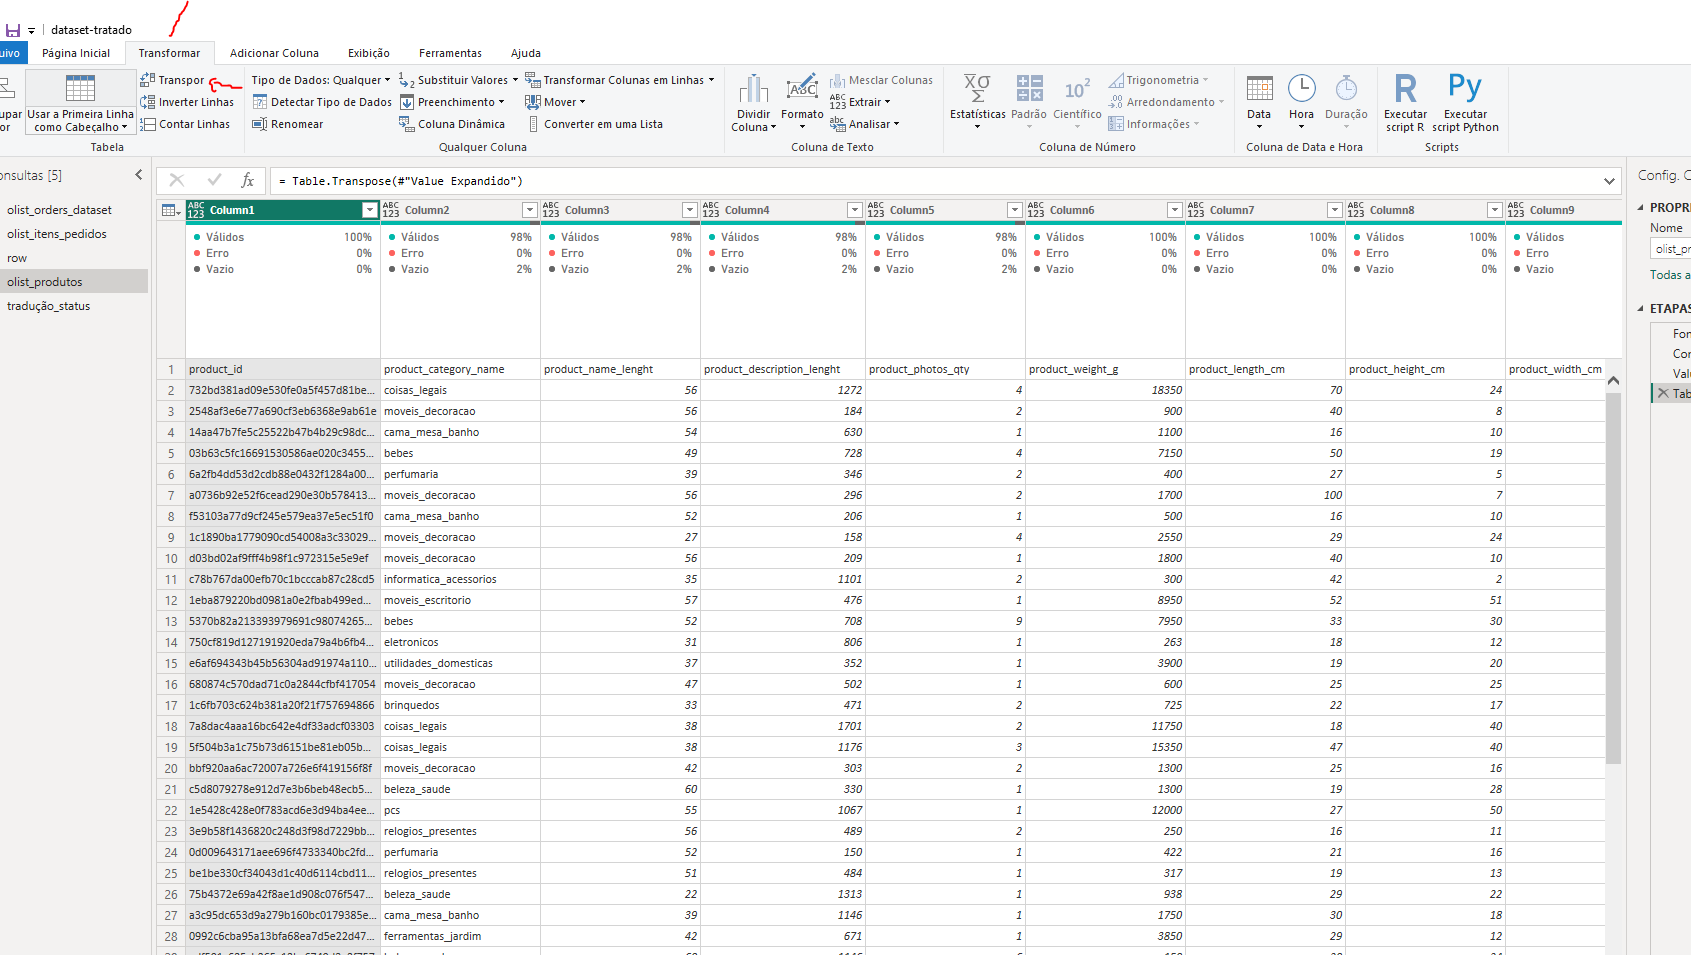 dataset-tratado
uivo Página Inicial Transformar Adicionar Coluna Exibição Ferramentas Ajuda
upar
or
Usar a Primeira Linha
como Cabeçalho
Transpor
Inverter Linhas
Contar Linhas
Tabela
Tipo de Dados: Qualquer
Detectar Tipo de Dados
Renomear
Substituir Valores
Preenchimento
Coluna Dinâmica
Transformar Colunas em Linhas
Mover
Converter em uma Lista
Qualquer Coluna
Dividir
Coluna
Formato
Mesclar Colunas
Extrair
Analisar
Coluna de Texto
Estatísticas
Padrão
Científico
Trigonometria
Arredondamento
Informações
Coluna de Número
Data
Hora
Duração
Coluna de Data e Hora
Executar
script R
Executar
script Python
Scripts
onsultas [5]
olist_orders_dataset
olist_itens_pedidos
row
olist_produtos
tradução_status
= Table.Transpose(#"Value Expandido")
Column1 Column2 Column3 Column4 Column5 Column6 Column7 Column8 Column9
Válidos 100% Válidos 98% Válidos 98% Válidos 98% Válidos 98% Válidos 100% Válidos 100% Válidos 100% Válidos
Erro 0% Erro 0% Erro 0% Erro 0% Erro 0% Erro 0% Erro 0% Erro 0% Erro
Vazio 0% Vazio 2% Vazio 2% Vazio 2% Vazio 2% Vazio 0% Vazio 0% Vazio 0% Vazio
1 product_id product_category_name product_name_lenght product_description_lenght product_photos_qty product_weight_g product_length_cm product_height_cm product_width_cm
2 732bd381ad09e530fe0a5f457d81be... coisas_legais 56 1272 4 18350 70 24
3 2548af3e6e77a690cf3eb6368e9ab61e moveis_decoracao 56 184 2 900 40 8
4 14aa47b7fe5c25522b47b4b29c98dc... cama_mesa_banho 54 630 1 1100 16 10
5 03b63c5fc16691530586ae020c3455... bebes 49 728 4 7150 50 19
6 6a2fb4dd53d2cdb88e0432f1284a00... perfumaria 39 346 2 400 27 5
7 a0736b92e52f6cead290e30b578413... moveis_decoracao 56 296 2 1700 100 7
8 f53103a77d9cf245e579ea37e5ec51f0 cama_mesa_banho 52 206 1 500 16 10
9 1c1890ba1779090cd54008a3c33029... moveis_decoracao 27 158 4 2550 29 24
10 d03bd02af9fff4b98f1c972315e5e9ef moveis_decoracao 56 209 1 1800 40 10
11 c78b767da00efb70c1bcccab87c28cd5 informatica_acessorios 35 1101 2 300 42 2
12 1eba879220bd0981a0e2fbab499ed... moveis_escritorio 57 476 1 8950 52 51
13 5370b82a213393979691c98074265... bebes 52 708 9 7950 33 30
14 750cf819d127191920eda79a4b6fb4... eletronicos 31 806 1 263 18 12
15 e6af694343b45b56304ad91974a110... utilidades_domesticas 37 352 1 3900 19 20
16 680874c570dad71c0a2844cfbf417054 moveis_decoracao 47 502 1 600 25 25
17 1c6fb703c624b381a20f21f757694866 brinquedos 33 471 2 725 22 17
18 7a8dac4aaa16bc642e4df33adcf03303 coisas_legais 38 1701 2 11750 18 40
19 5f504b3a1c75b73d6151be81eb05b... coisas_legais 38 1176 3 15350 47 40
20 bbf920aa6ac72007a726e6f419156f8f moveis_decoracao 42 303 2 1300 25 16
21 c5d8079278e912d7e3b6beb48ecb5... beleza_saude 60 330 1 1300 19 28
22 1e5428c428e0f783acd6e3d94ba4ee... pcs 55 1067 1 12000 27 50
23 3e9b58f1436820c248d3f98d7229bb... relogios_presentes 56 489 2 250 16 11
24 0d009643171aee696f4733340bc2fd... perfumaria 52 150 1 422 21 16
25 be1be330cf34043d1c40d6114cbd11... relogios_presentes 51 484 1 317 19 13
26 75b4372e69a42f8ae1d908c076f547... beleza_saude 22 1313 1 938 29 22
27 a3c95dc653d9a279b160bc0179385e... cama_mesa_banho 39 1146 1 1750 30 18
28 0992c6cba95a13bfa68ea7d5e22d47... ferramentas_jardim 42 671 1 3850 29 12
Config. C
PROPRI
Nome
olist_pr
Todas a
ETAPAS
Fon
Cor
Valu
Tab